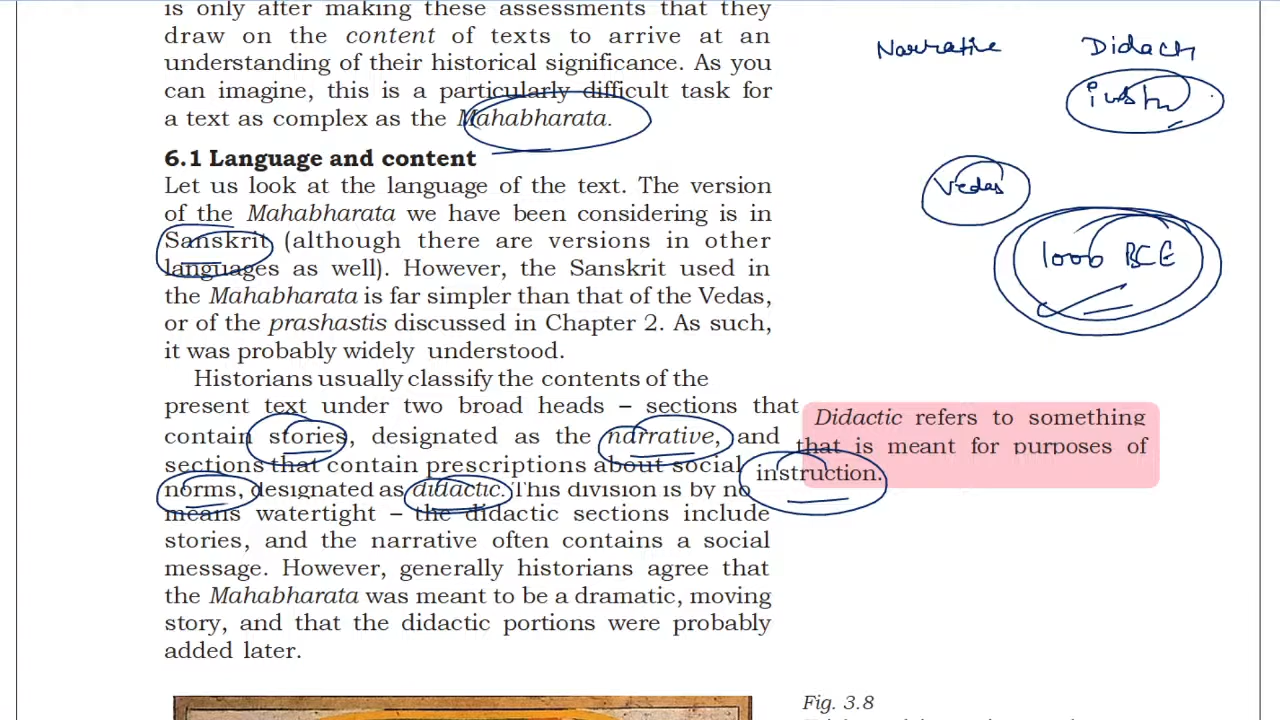 is only after making these assessments that they
draw on the content of texts to arrive at an
understanding of their historical significance. As you
can imagine, this is a particularly difficult task for
a text as complex as the Mahabharata.
6.1 Language and content
Let us look at the language of the text. The version
of the Mahabharata we have been considering is in
Sanskrit (although there are versions in other
languages as well). However, the Sanskrit used in
the Mahabharata is far simpler than that of the Vedas,
or of the prashastis discussed in Chapter 2. As such,
it was probably widely understood.
Historians usually classify the contents of the
present text under two broad heads – sections that
contain stories, designated as the narrative, and
sections that contain prescriptions about social
norms, designated as didactic. This division is by no
means watertight – the didactic sections include
stories, and the narrative often contains a social
message. However, generally historians agree that
the Mahabharata was meant to be a dramatic, moving
story, and that the didactic portions were probably
added later.
Narrative Didact
Vedas
1000 BCE
Didactic refers to something
that is meant for purposes of
instruction.
Fig. 3.8